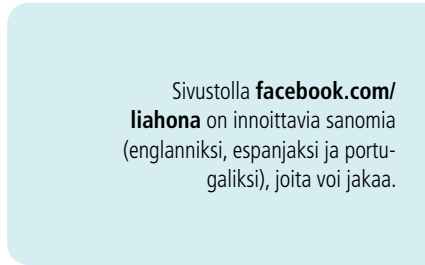 Sivustolla facebook.com/
liahona on innoittavia sanomia
(englanniksi, espanjaksi ja portu-
galiksi), joita voi jakaa.